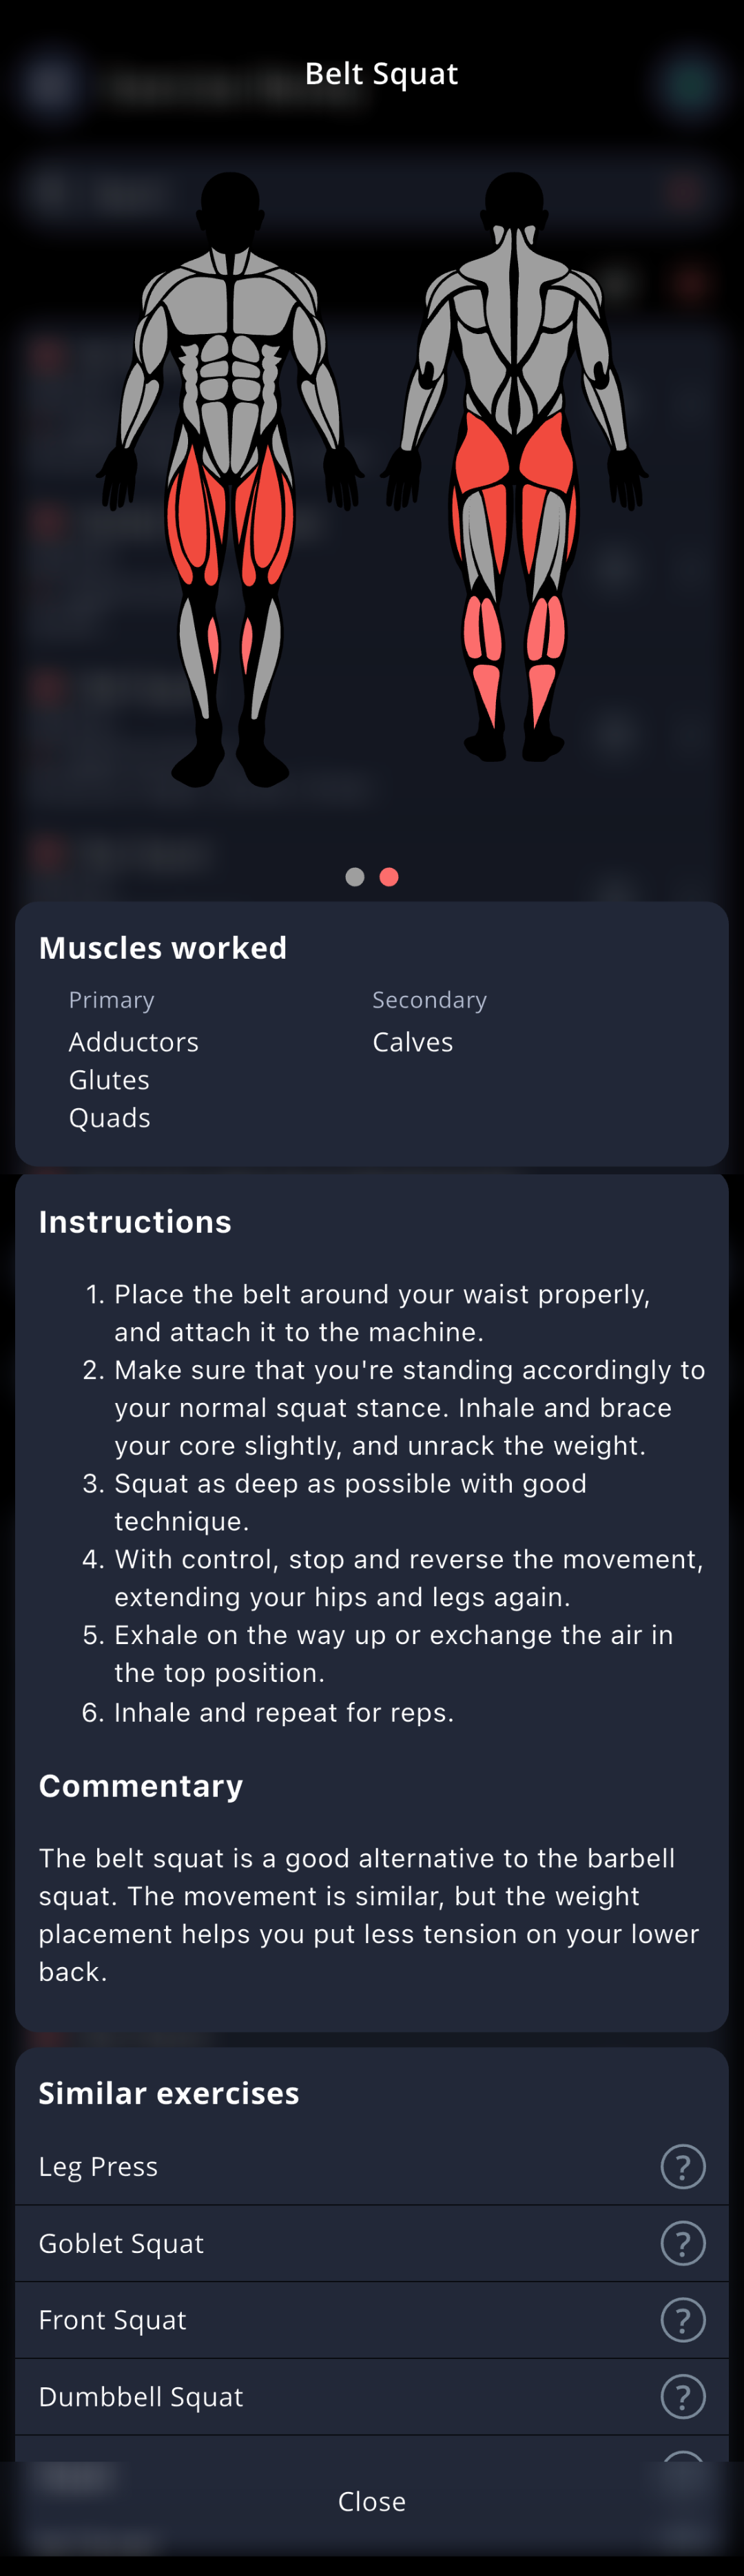 Belt Squat
Muscles worked
Primary
Secondary
Adductors
Calves
Glutes
Quads
Instructions
1. Place the belt around your waist properly,
and attach it to the machine.
2. Make sure that you're standing accordingly to
your normal squat stance. Inhale and brace
your core slightly, and unrack the weight.
3. Squat as deep as possible with good
technique.
4. With control, stop and reverse the movement,
extending your hips and legs again.
5. Exhale on the way up or exchange the air in
the top position.
6. Inhale and repeat for reps.
Commentary
The belt squat is a good alternative to the barbell
squat. The movement is similar, but the weight
placement helps you put less tension on your lower
back.
Similar exercises
Leg Press ?
Goblet Squat ?
Front Squat ?
Dumbbell Squat ?
Close